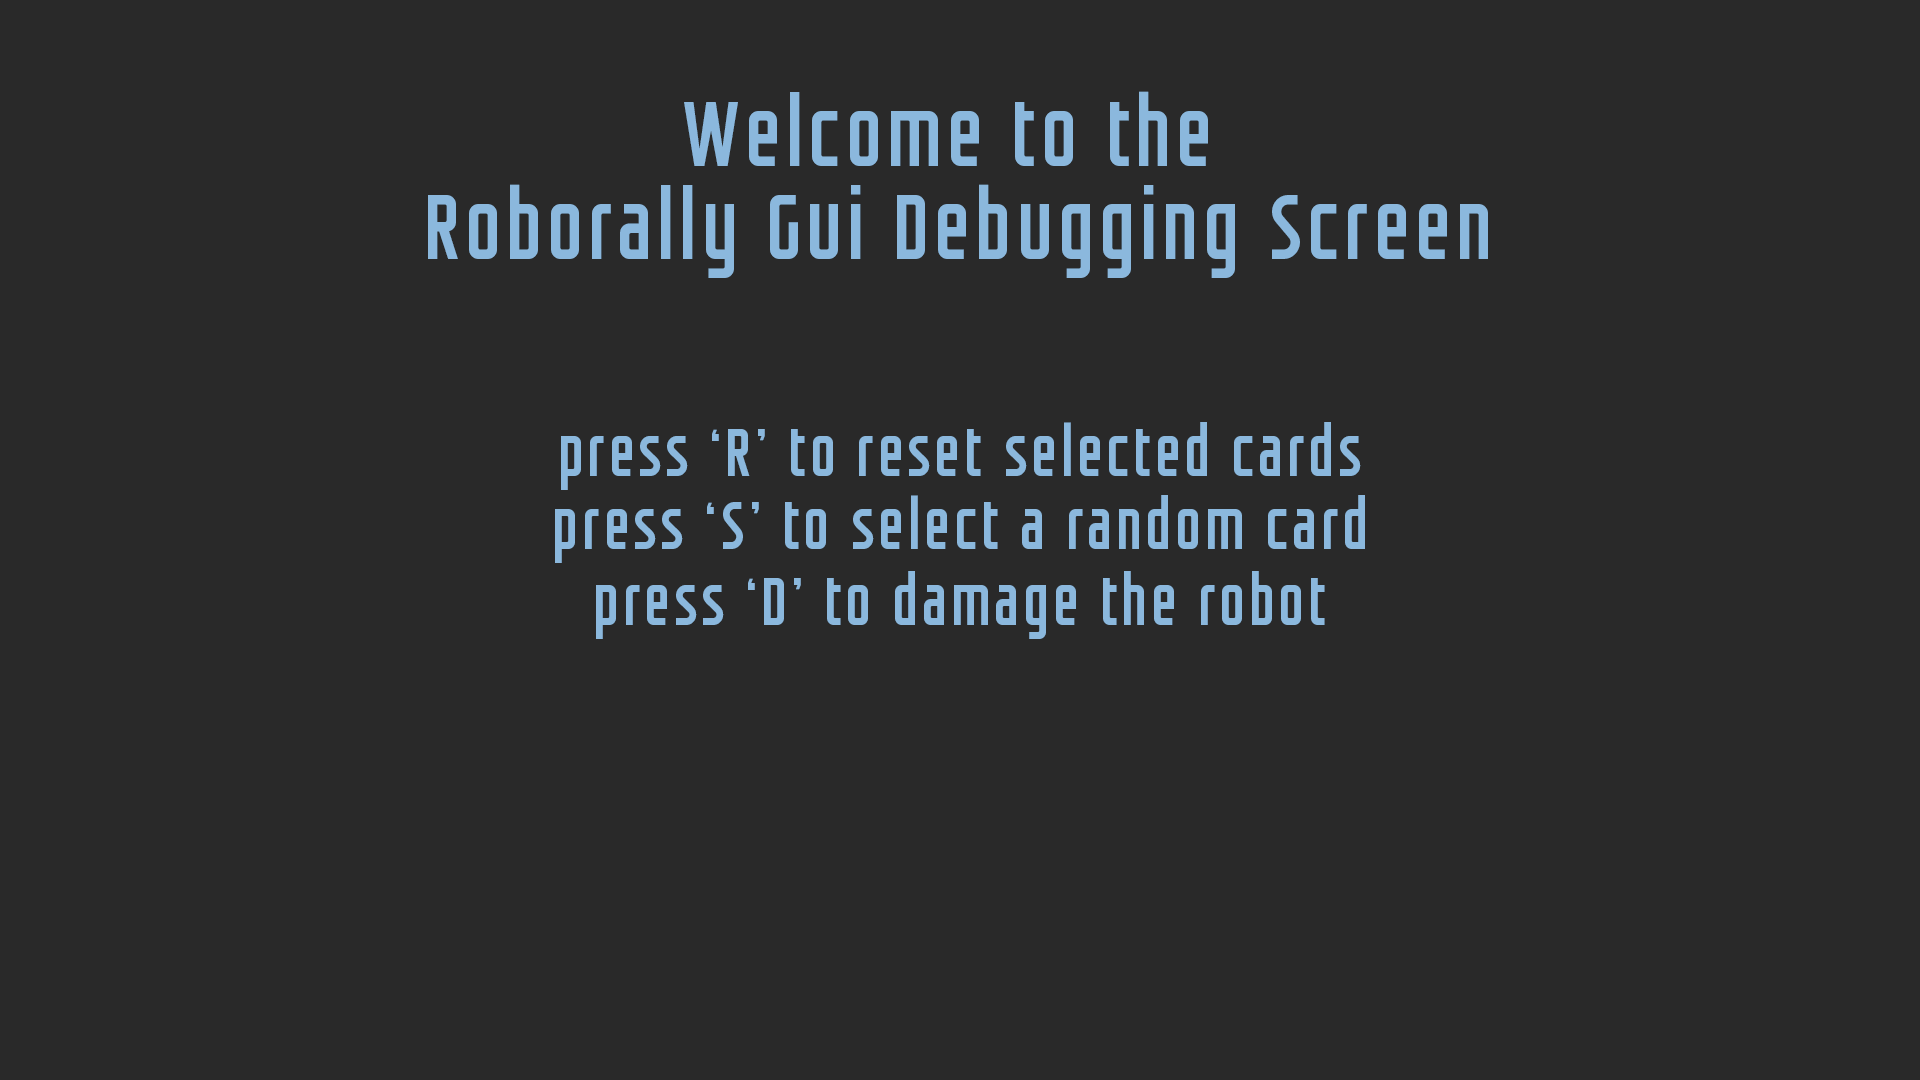 Welcome to the
Roborally Gui Debugging Screen
press ‘R’ to reset selected cards
press ‘S’ to select a random card
press ‘D’ to damage the robot